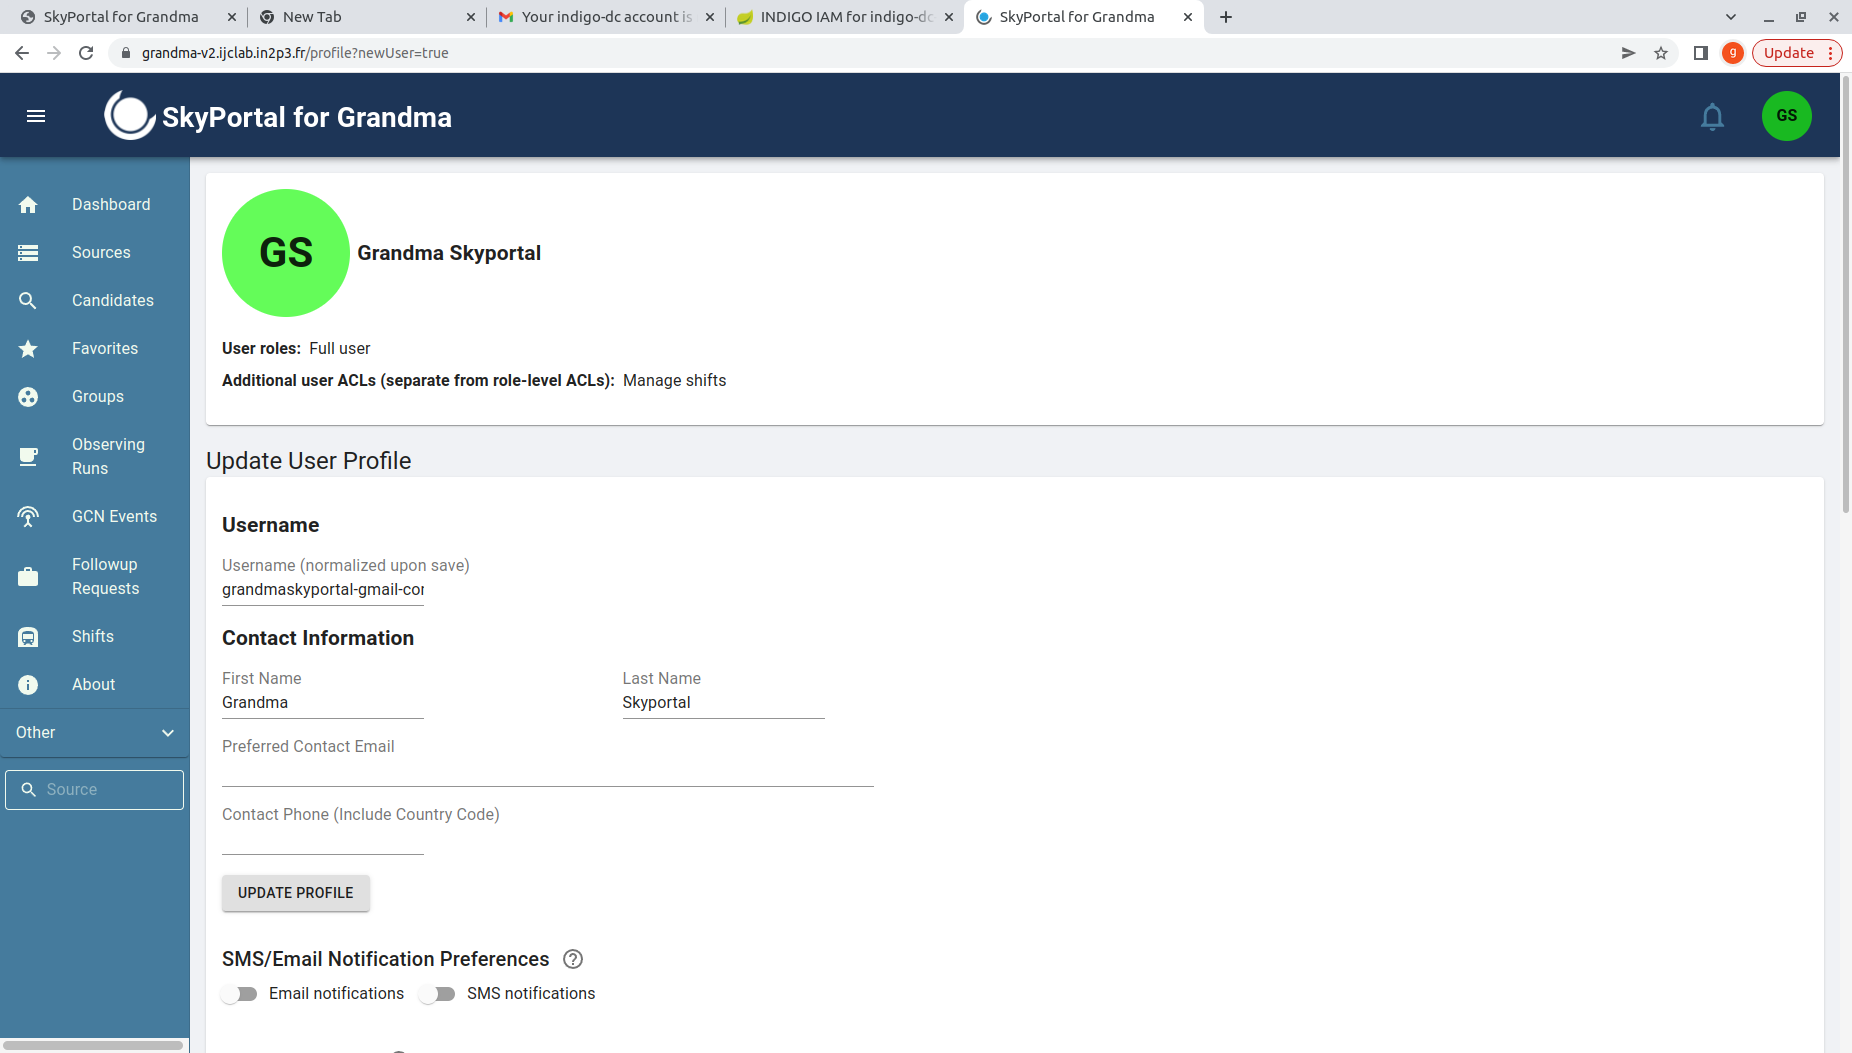 SkyPortal for Grandma
New Tab
Your indigo-dc account is
INDIGO IAM for indigo-dc
SkyPortal for Grandma
grandma-v2.ijclab.in2p3.fr/profile?newUser=true
g
Update
SkyPortal for Grandma
GS
Dashboard
Sources
Candidates
Favorites
Groups
Observing
Runs
GCN Events
Followup
Requests
Shifts
About
Other
Source
GS
Grandma Skyportal
User roles: Full user
Additional user ACLs (separate from role-level ACLs): Manage shifts
Update User Profile
Username
Username (normalized upon save)
grandmaskyportal-gmail-com
Contact Information
First Name
Grandma
Last Name
Skyportal
Preferred Contact Email
Contact Phone (Include Country Code)
UPDATE PROFILE
SMS/Email Notification Preferences ?
Email notifications
SMS notifications